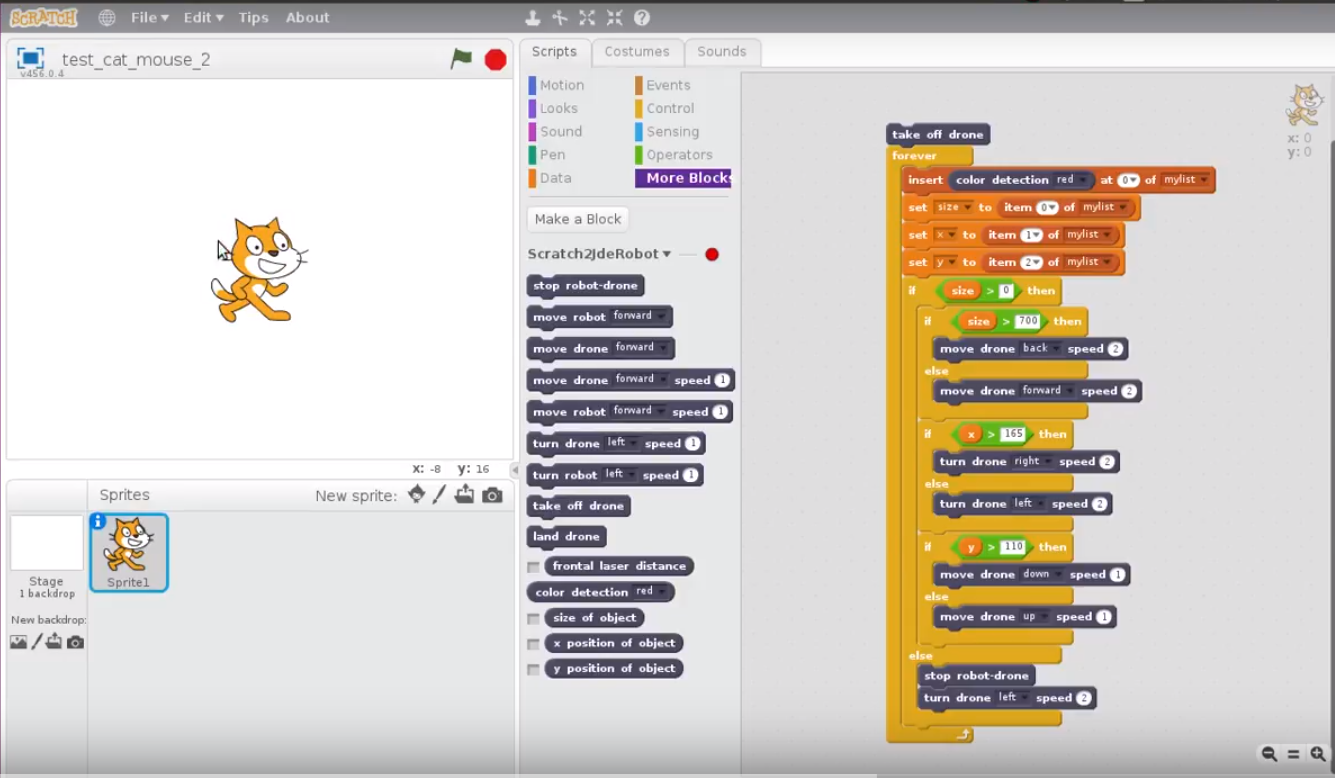 SCRATCH File Edit Tips About
test_cat_mouse_2
v456.0.4
x: -8 y: 16
Sprites New sprite:
Stage
1 backdrop
New backdrop:
Sprite1
Scripts Costumes Sounds
Motion Events
Looks Control
Sound Sensing
Pen Operators
Data More Blocks
Make a Block
Scratch2JdeRobot
stop robot-drone
move robot forward
move drone forward
move drone forward speed 1
move robot forward speed 1
turn drone left speed 1
turn robot left speed 1
take off drone
land drone
frontal laser distance
color detection red
size of object
x position of object
y position of object
x: 0
y: 0
take off drone
forever
insert color detection red at 0 of mylist
set size to item 0 of mylist
set x to item 1 of mylist
set y to item 2 of mylist
if size > 0 then
if size > 700 then
move drone back speed 2
else
move drone forward speed 2
if x > 165 then
turn drone right speed 2
else
turn drone left speed 2
if y > 110 then
move drone down speed 1
else
move drone up speed 1
else
stop robot-drone
turn drone left speed 2